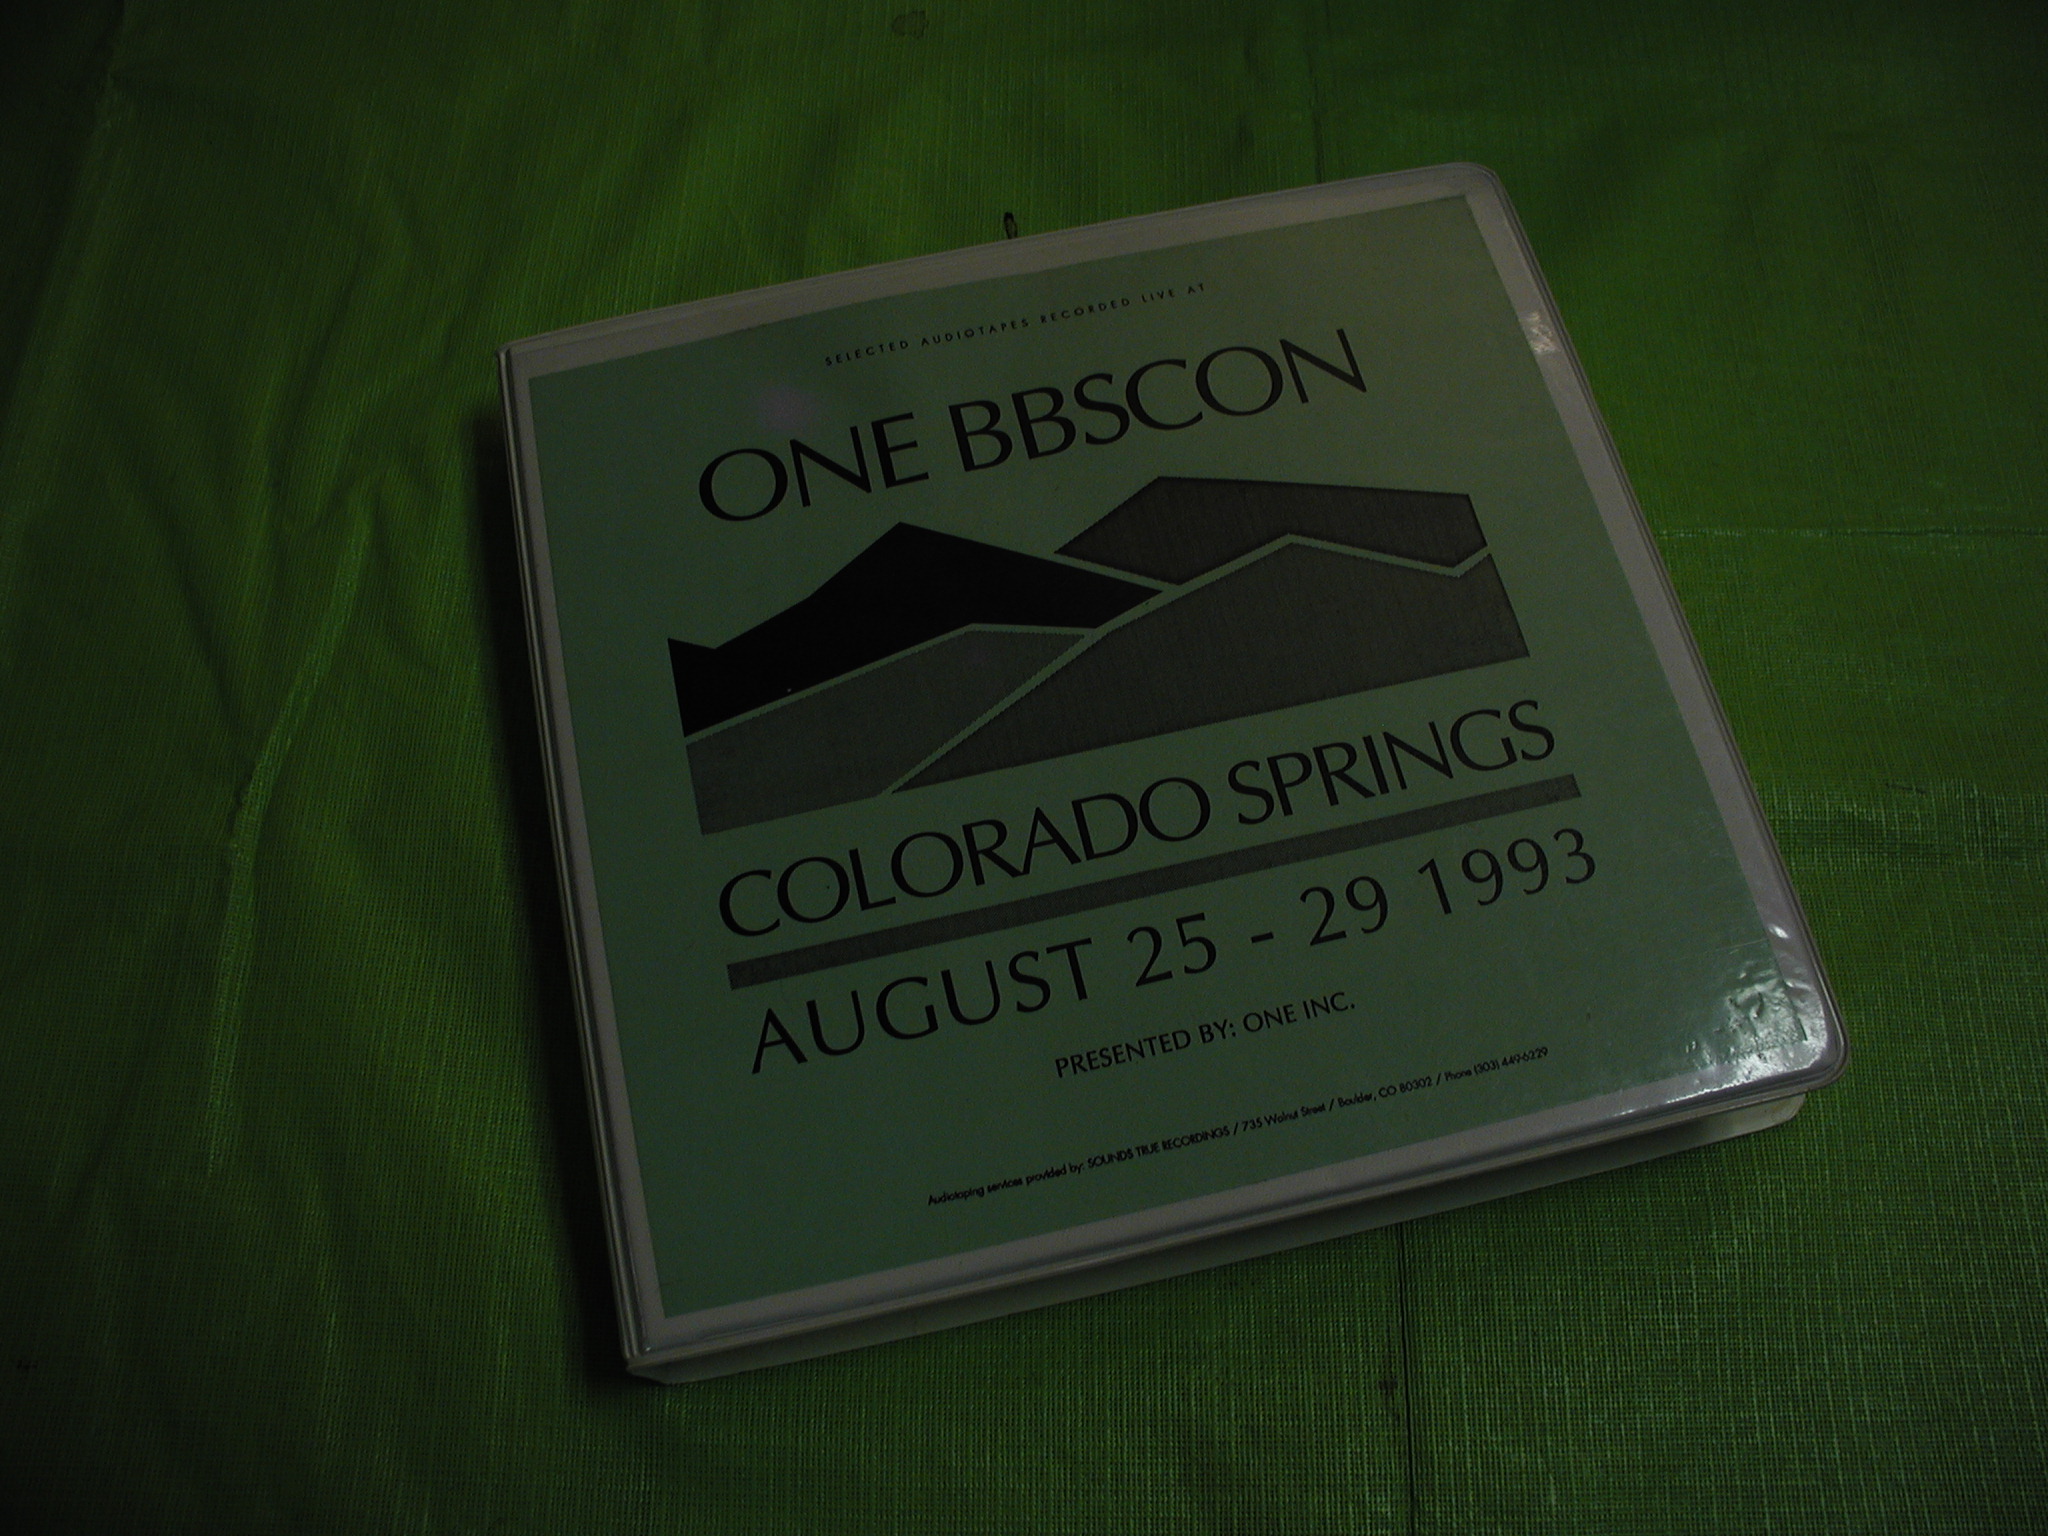 SELECTED AUDIOTAPES RECORDED LIVE AT
ONE BBSCON
COLORADO SPRINGS
AUGUST 25 - 29 1993
PRESENTED BY: ONE INC.
Audiotaping services provided by: SOUNDS TRUE RECORDINGS / 735 Walnut Street / Boulder, CO 80302 / Phone (303) 449-6229